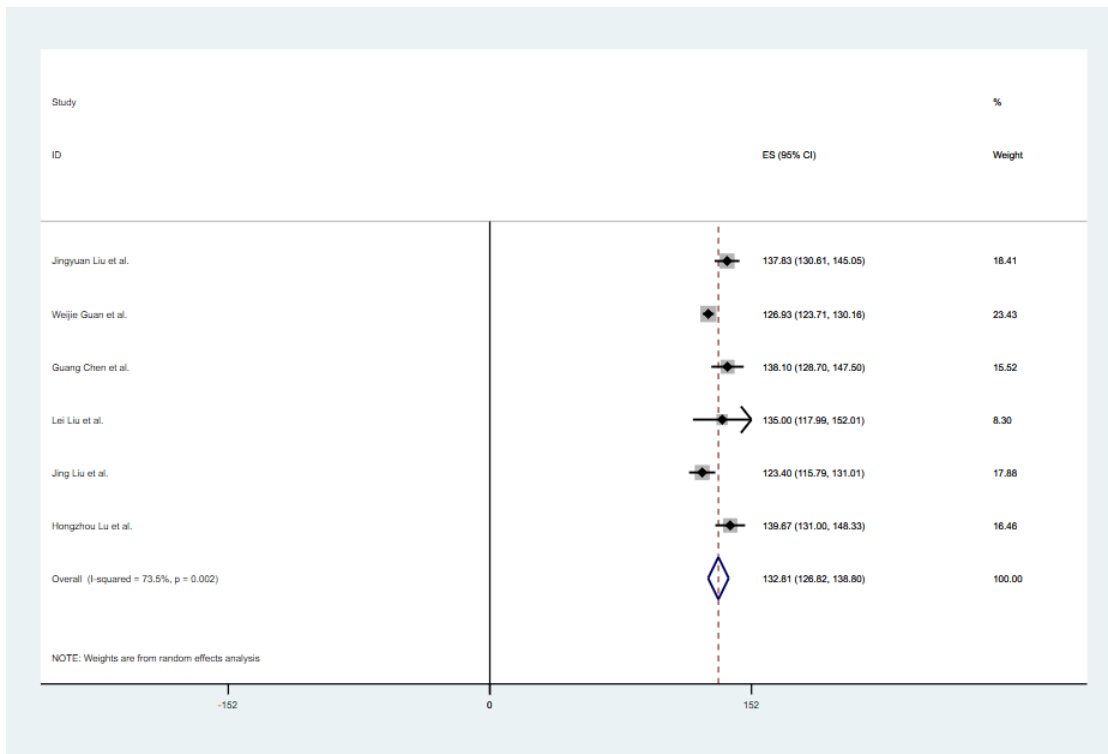 Study %
ID ES (95% CI) Weight
Jingyuan Liu et al. 137.83 (130.61, 145.05) 18.41
Weijie Guan et al. 126.93 (123.71, 130.16) 23.43
Guang Chen et al. 138.10 (128.70, 147.50) 15.52
Lei Liu et al. 135.00 (117.99, 152.01) 8.30
Jing Liu et al. 123.40 (115.79, 131.01) 17.88
Hongzhou Lu et al. 139.67 (131.00, 148.33) 16.46
Overall (I-squared = 73.5%, p = 0.002) 132.81 (126.82, 138.80) 100.00
NOTE: Weights are from random effects analysis
-152 0 152